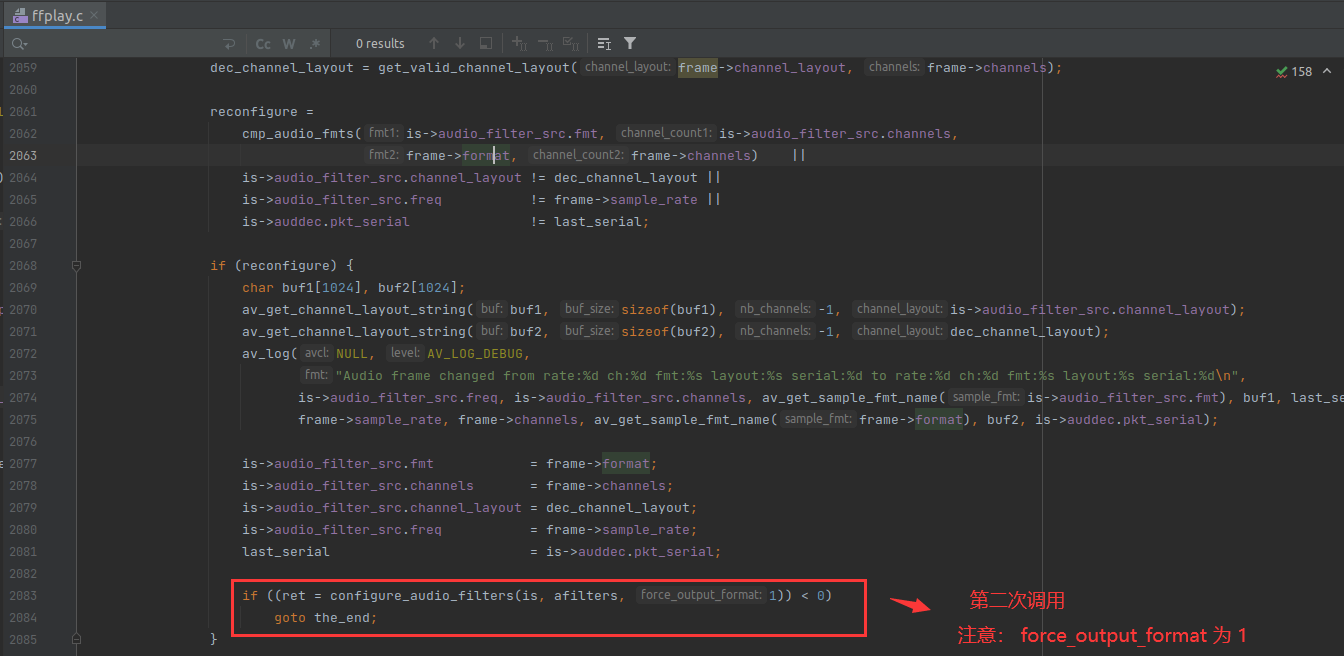 ffplay.c
Cc W .* 0 results
2059 dec_channel_layout = get_valid_channel_layout( channel_layout: frame->channel_layout, channels: frame->channels);
158
2060
2061 reconfigure =
2062 cmp_audio_fmts( fmt1: is->audio_filter_src.fmt, channel_count1: is->audio_filter_src.channels,
2063 fmt2: frame->format, channel_count2: frame->channels) ||
2064 is->audio_filter_src.channel_layout != dec_channel_layout ||
2065 is->audio_filter_src.freq != frame->sample_rate ||
2066 is->auddec.pkt_serial != last_serial;
2067
2068 if (reconfigure) {
2069 char buf1[1024], buf2[1024];
2070 av_get_channel_layout_string( buf: buf1, buf_size: sizeof(buf1), nb_channels: -1, channel_layout: is->audio_filter_src.channel_layout);
2071 av_get_channel_layout_string( buf: buf2, buf_size: sizeof(buf2), nb_channels: -1, channel_layout: dec_channel_layout);
2072 av_log( avcl: NULL, level: AV_LOG_DEBUG,
2073 fmt: "Audio frame changed from rate:%d ch:%d fmt:%s layout:%s serial:%d to rate:%d ch:%d fmt:%s layout:%s serial:%d\n",
2074 is->audio_filter_src.freq, is->audio_filter_src.channels, av_get_sample_fmt_name( sample_fmt: is->audio_filter_src.fmt), buf1, last_se
2075 frame->sample_rate, frame->channels, av_get_sample_fmt_name( sample_fmt: frame->format), buf2, is->auddec.pkt_serial);
2076
2077 is->audio_filter_src.fmt = frame->format;
2078 is->audio_filter_src.channels = frame->channels;
2079 is->audio_filter_src.channel_layout = dec_channel_layout;
2080 is->audio_filter_src.freq = frame->sample_rate;
2081 last_serial = is->auddec.pkt_serial;
2082
2083 if ((ret = configure_audio_filters(is, afilters, force_output_format: 1)) < 0)
2084 goto the_end;
2085 }
第二次调用
注意: force_output_format 为 1